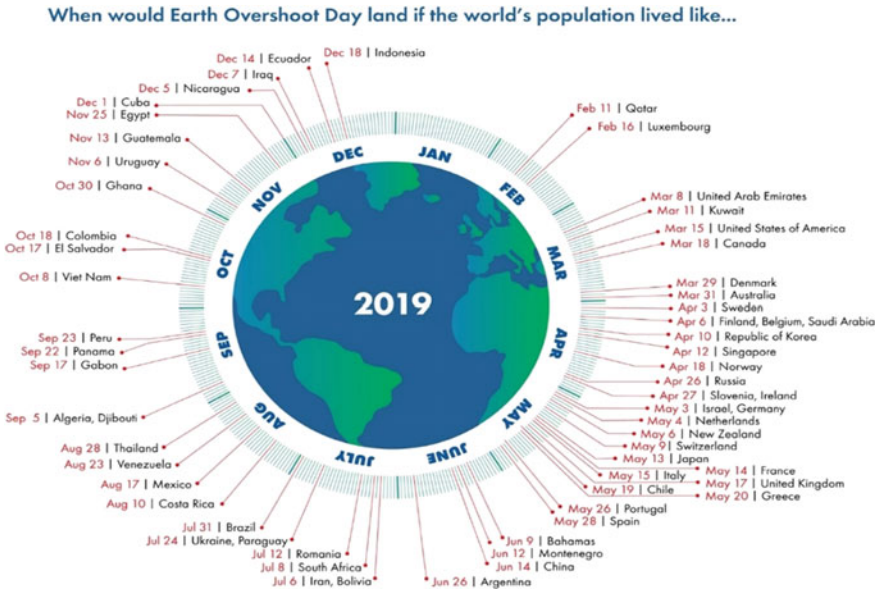 When would Earth Overshoot Day land if the world's population lived like...
Dec 18 | Indonesia
Dec 14 | Ecuador
Dec 7 | Iraq
Dec 5 | Nicaragua
Dec 1 | Cuba
Nov 25 | Egypt
Nov 13 | Guatemala
Nov 6 | Uruguay
Oct 30 | Ghana
Oct 18 | Colombia
Oct 17 | El Salvador
Oct 8 | Viet Nam
Sep 23 | Peru
Sep 22 | Panama
Sep 17 | Gabon
Sep 5 | Algeria, Djibouti
Aug 28 | Thailand
Aug 23 | Venezuela
Aug 17 | Mexico
Aug 10 | Costa Rica
Jul 31 | Brazil
Jul 24 | Ukraine, Paraguay
Jul 12 | Romania
Jul 8 | South Africa
Jul 6 | Iran, Bolivia
Feb 11 | Qatar
Feb 16 | Luxembourg
Mar 8 | United Arab Emirates
Mar 11 | Kuwait
Mar 15 | United States of America
Mar 18 | Canada
Mar 29 | Denmark
Mar 31 | Australia
Apr 3 | Sweden
Apr 6 | Finland, Belgium, Saudi Arabia
Apr 10 | Republic of Korea
Apr 12 | Singapore
Apr 18 | Norway
Apr 26 | Russia
Apr 27 | Slovenia, Ireland
May 3 | Israel, Germany
May 4 | Netherlands
May 6 | New Zealand
May 9 | Switzerland
May 13 | Japan
May 14 | France
May 15 | Italy
May 17 | United Kingdom
May 19 | Chile
May 20 | Greece
May 26 | Portugal
May 28 | Spain
Jun 9 | Bahamas
Jun 12 | Montenegro
Jun 14 | China
Jun 26 | Argentina
JAN
FEB
MAR
APR
MAY
JUNE
JULY
AUG
SEP
OCT
NOV
DEC
2019